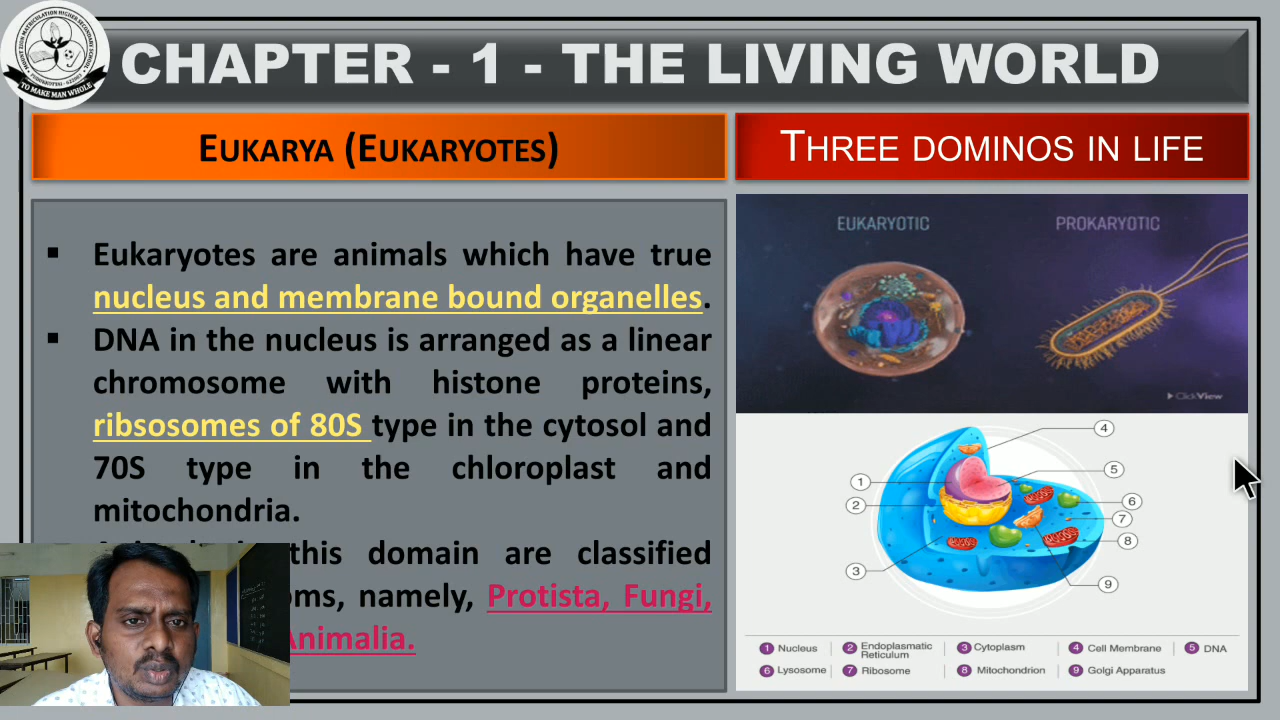 CHAPTER - 1 - THE LIVING WORLD
TO MAKE MAN WHOLE
EUKARYA (EUKARYOTES)
THREE DOMINOS IN LIFE
Eukaryotes are animals which have true
nucleus and membrane bound organelles.
DNA in the nucleus is arranged as a linear
chromosome with histone proteins,
ribsosomes of 80S type in the cytosol and
70S type in the chloroplast and
mitochondria.
this domain are classified
namely, Protista, Fungi,
Animalia.
EUKARYOTIC
PROKARYOTIC
ClickView
4
5
1
2
6
7
8
3
9
1 Nucleus
2 Endoplasmatic
Reticulum
3 Cytoplasm
4 Cell Membrane
5 DNA
6 Lysosome
7 Ribosome
8 Mitochondrion
9 Golgi Apparatus